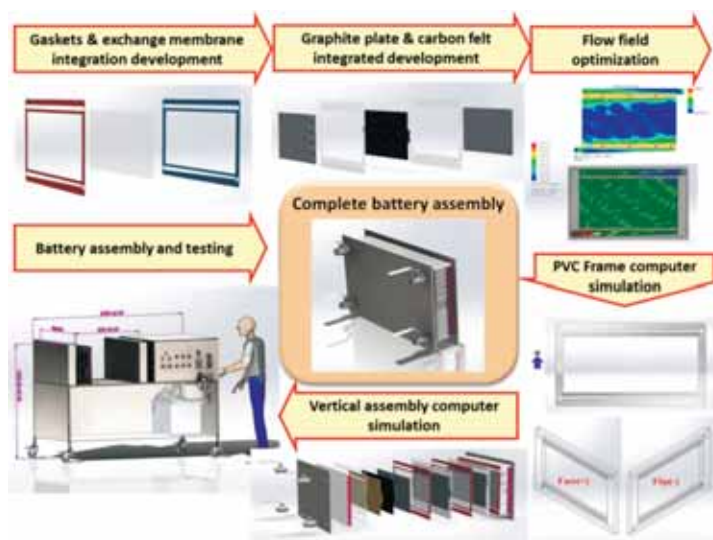 Gaskets & exchange membrane
integration development
Graphite plate & carbon felt
integrated development
Flow field
optimization
Complete battery assembly
Battery assembly and testing
PVC Frame computer
simulation
Vertical assembly computer
simulation